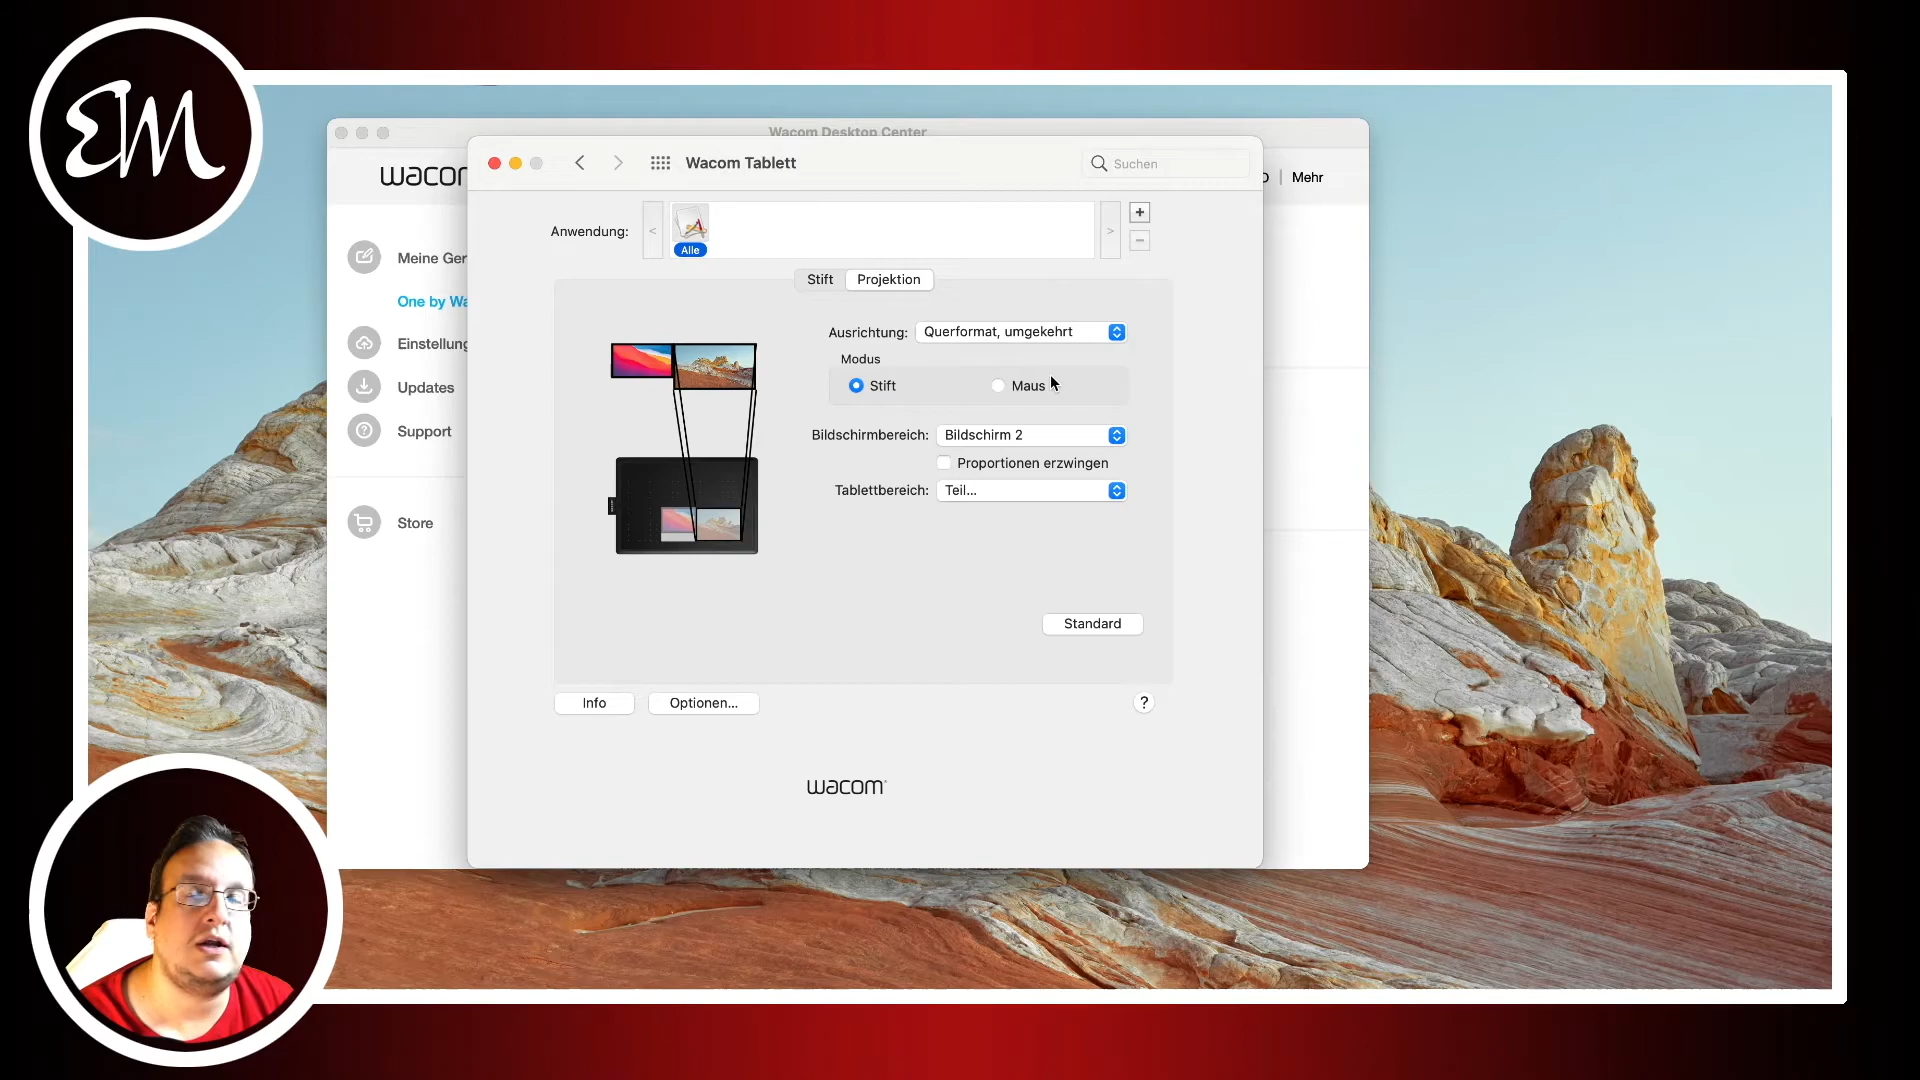 EM
Wacom Desktop Center
wacom
Mehr
Meine Ger
One by Wa
Einstellung
Updates
Support
Store
Wacom Tablett
Suchen
Anwendung:
<
Alle
>
+
−
Stift
Projektion
Ausrichtung:
Querformat, umgekehrt
Modus
Stift
Maus
Bildschirmbereich:
Bildschirm 2
Proportionen erzwingen
Tablettbereich:
Teil...
Standard
Info
Optionen...
?
wacom